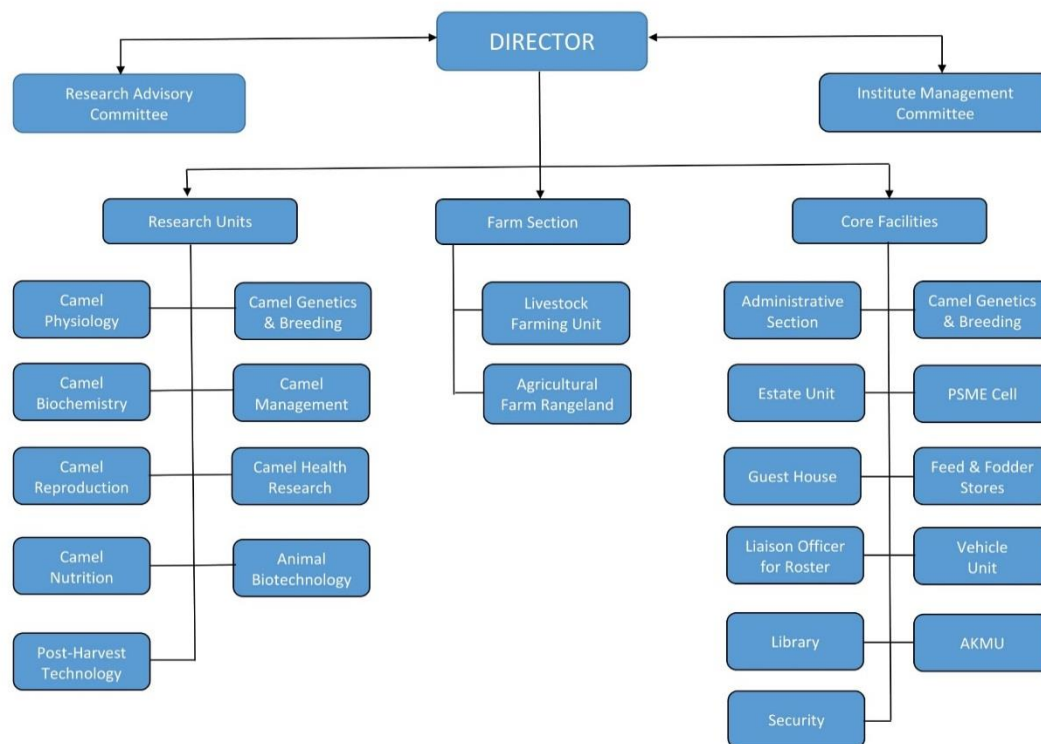 DIRECTOR
Research Advisory
Committee
Institute Management
Committee
Research Units
Farm Section
Core Facilities
Camel
Physiology
Camel Genetics
& Breeding
Camel
Biochemistry
Camel
Management
Camel
Reproduction
Camel Health
Research
Camel
Nutrition
Animal
Biotechnology
Post-Harvest
Technology
Livestock
Farming Unit
Agricultural
Farm Rangeland
Administrative
Section
Camel Genetics
& Breeding
Estate Unit
PSME Cell
Guest House
Feed & Fodder
Stores
Liaison Officer
for Roster
Vehicle
Unit
Library
AKMU
Security